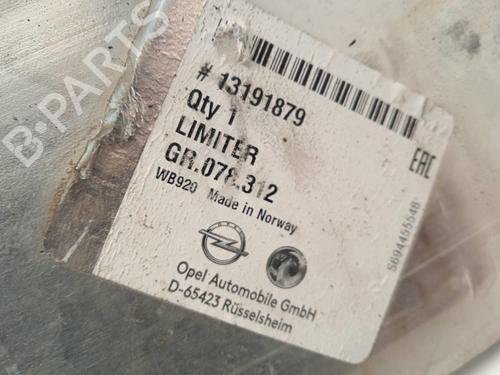 # 13191879
Qty 1
LIMITER
GR.078.312
WB920 Made in Norway
Opel Automobile GmbH
D-65423 Rüsselsheim
EAC
S694455548
B-PARTS